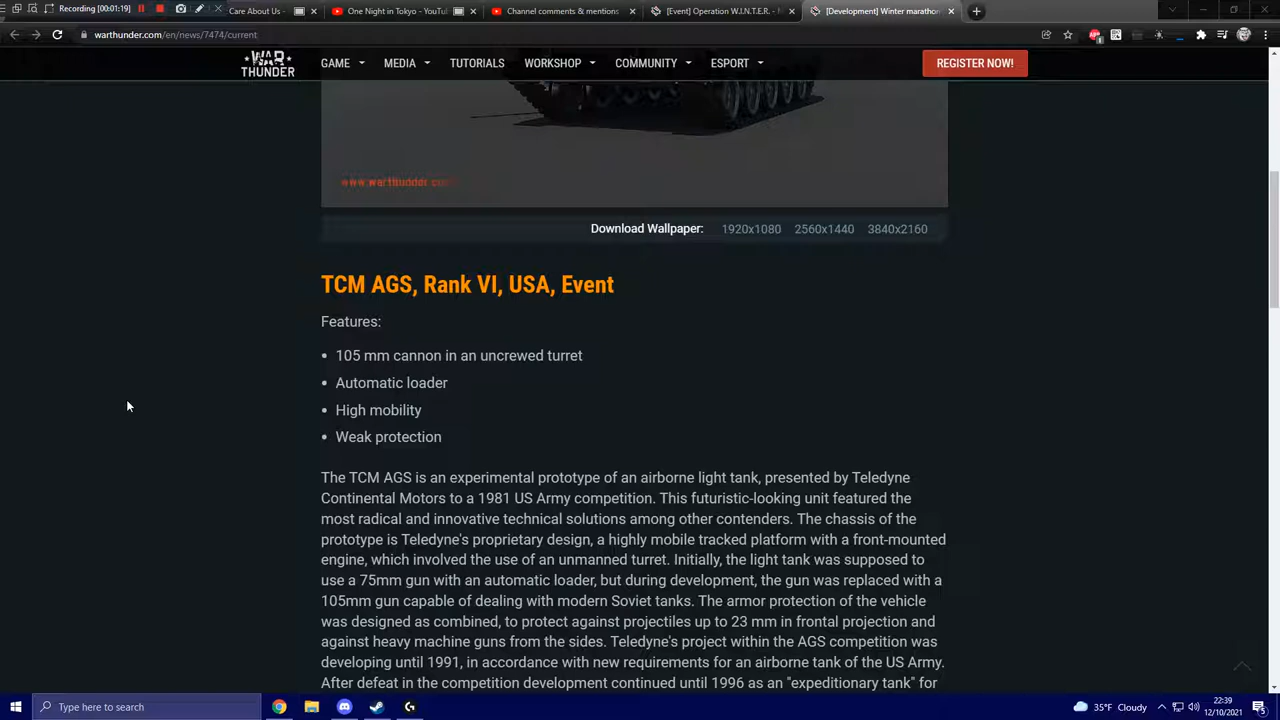 Recording [00:01:19]
Care About Us -
One Night in Tokyo - YouTu
Channel comments & mentions
[Event] Operation W.I.N.T.E.R. -
[Development] Winter marathon
warthunder.com/en/news/7474/current
WAR THUNDER
GAME MEDIA TUTORIALS WORKSHOP COMMUNITY ESPORT REGISTER NOW!
Download Wallpaper: 1920x1080 2560x1440 3840x2160
TCM AGS, Rank VI, USA, Event
Features:
• 105 mm cannon in an uncrewed turret
• Automatic loader
• High mobility
• Weak protection
The TCM AGS is an experimental prototype of an airborne light tank, presented by Teledyne
Continental Motors to a 1981 US Army competition. This futuristic-looking unit featured the
most radical and innovative technical solutions among other contenders. The chassis of the
prototype is Teledyne's proprietary design, a highly mobile tracked platform with a front-mounted
engine, which involved the use of an unmanned turret. Initially, the light tank was supposed to
use a 75mm gun with an automatic loader, but during development, the gun was replaced with a
105mm gun capable of dealing with modern Soviet tanks. The armor protection of the vehicle
was designed as combined, to protect against projectiles up to 23 mm in frontal projection and
against heavy machine guns from the sides. Teledyne's project within the AGS competition was
developing until 1991, in accordance with new requirements for an airborne tank of the US Army.
After defeat in the competition development continued until 1996 as an "expeditionary tank" for
Type here to search
35°F Cloudy
22:39
12/10/2021
5